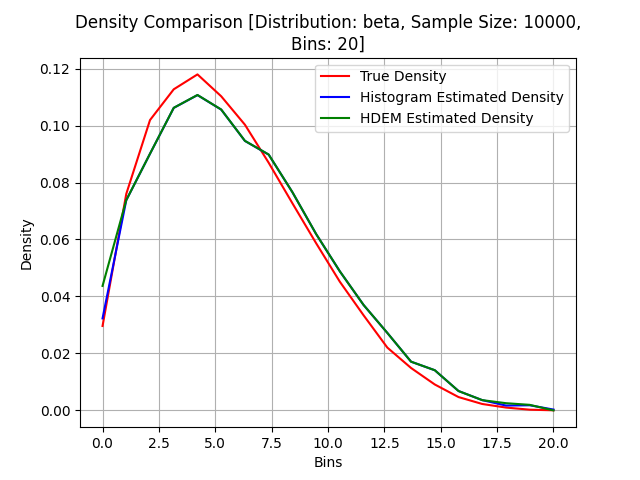 Density Comparison [Distribution: beta, Sample Size: 10000,
Bins: 20]
True Density
Histogram Estimated Density
HDEM Estimated Density
Density
0.12
0.10
0.08
0.06
0.04
0.02
0.00
0.0 2.5 5.0 7.5 10.0 12.5 15.0 17.5 20.0
Bins